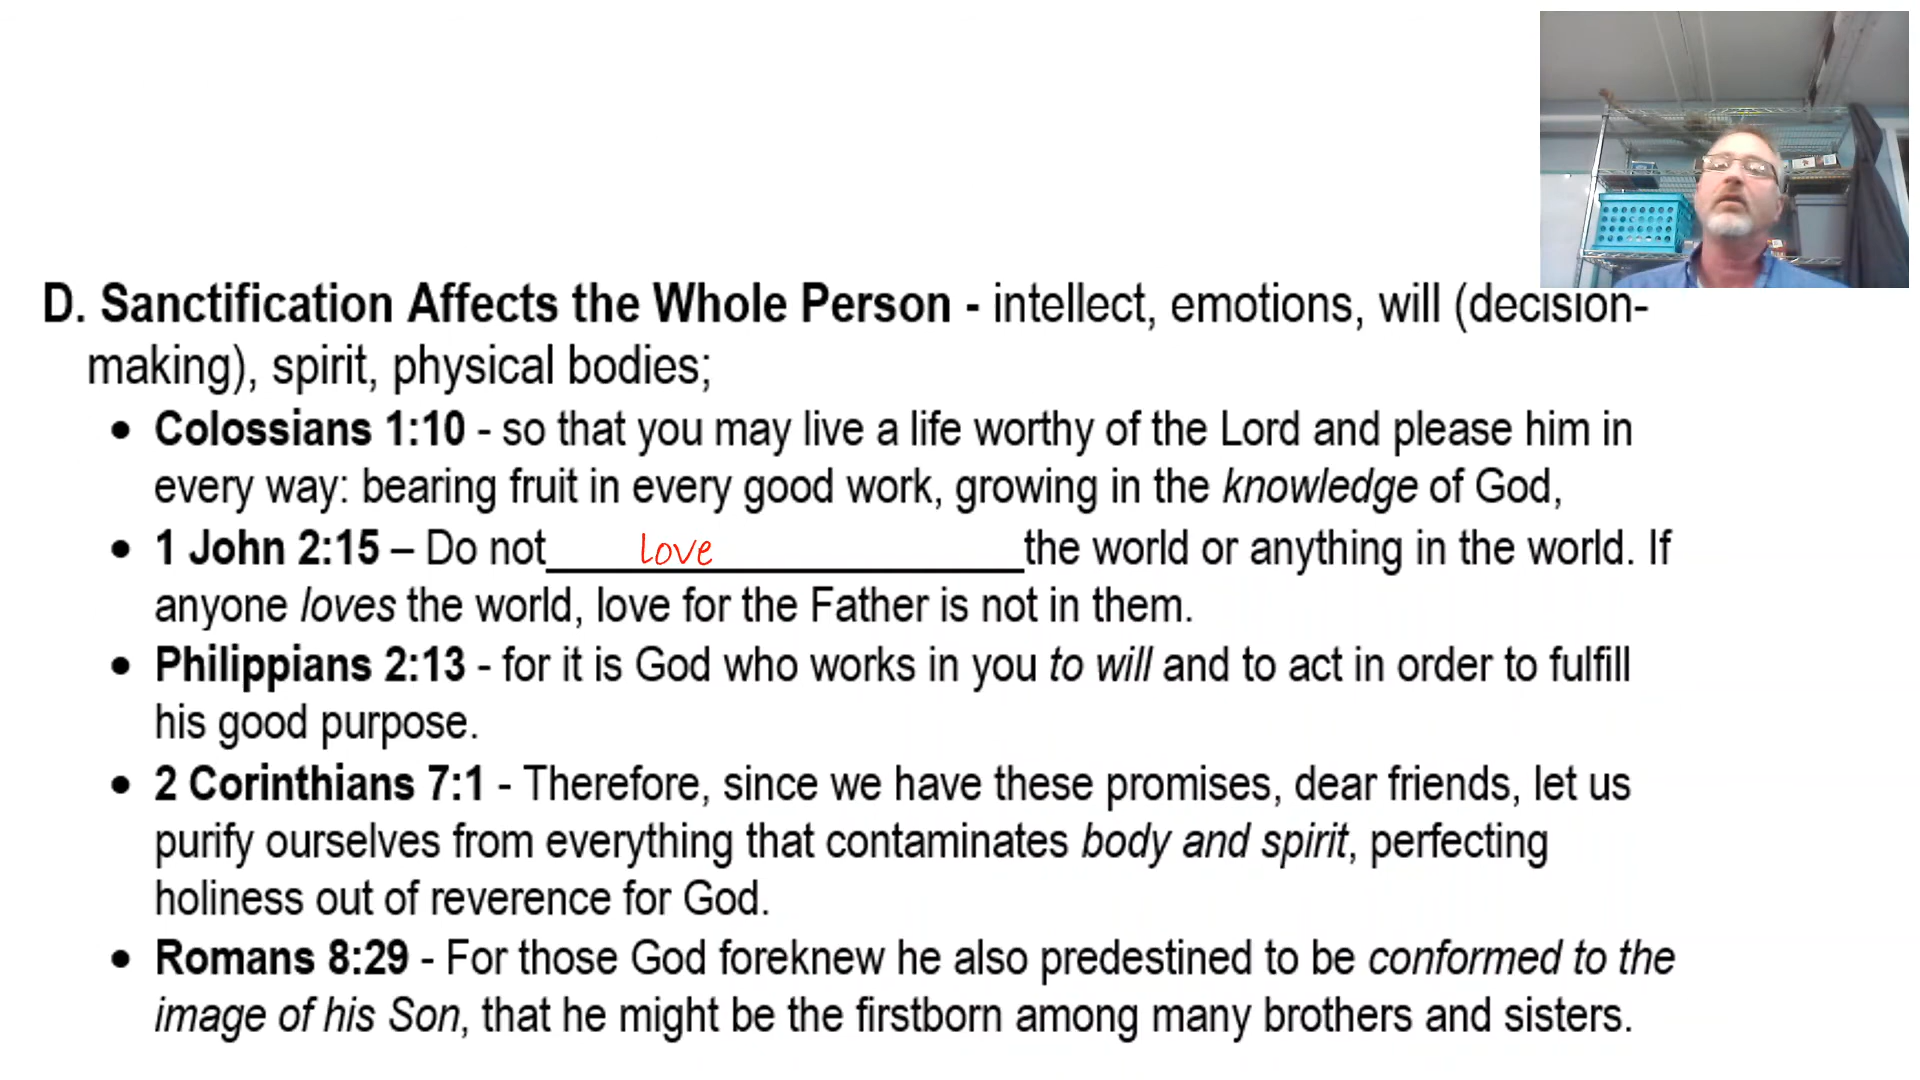 D. Sanctification Affects the Whole Person - intellect, emotions, will (decision-
making), spirit, physical bodies;
• Colossians 1:10 - so that you may live a life worthy of the Lord and please him in
every way: bearing fruit in every good work, growing in the knowledge of God,
• 1 John 2:15 – Do not love the world or anything in the world. If
anyone loves the world, love for the Father is not in them.
• Philippians 2:13 - for it is God who works in you to will and to act in order to fulfill
his good purpose.
• 2 Corinthians 7:1 - Therefore, since we have these promises, dear friends, let us
purify ourselves from everything that contaminates body and spirit, perfecting
holiness out of reverence for God.
• Romans 8:29 - For those God foreknew he also predestined to be conformed to the
image of his Son, that he might be the firstborn among many brothers and sisters.